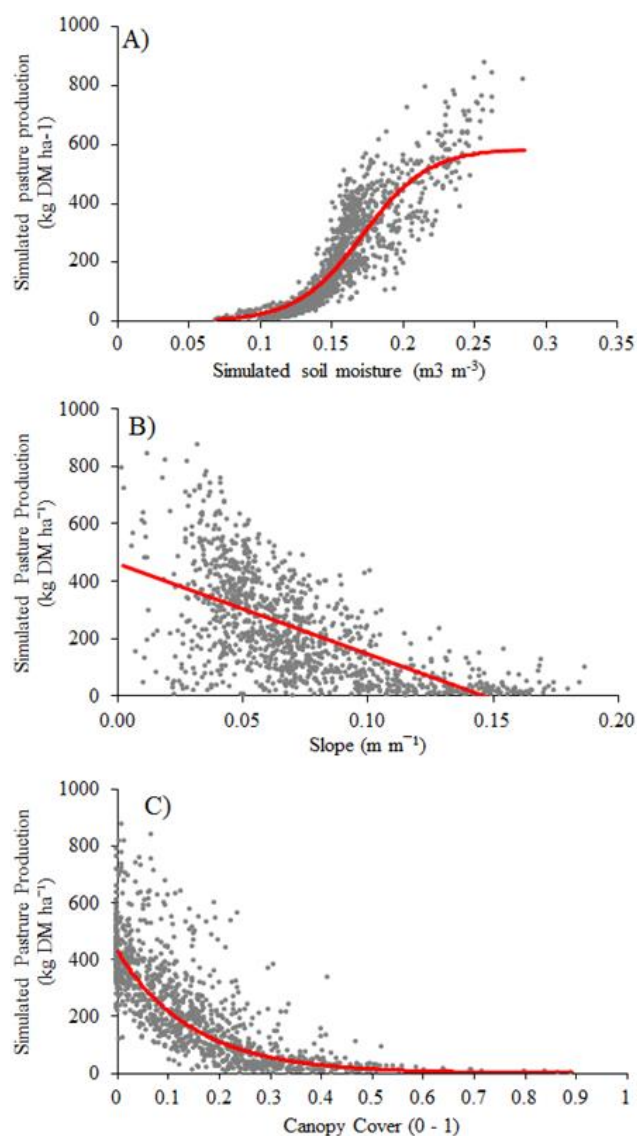 A)
Simulated pasture production
(kg DM ha-1)
1000
800
600
400
200
0
0 0.05 0.1 0.15 0.2 0.25 0.3 0.35
Simulated soil moisture (m3 m⁻³)
B)
Simulated Pasture Production
(kg DM ha⁻¹)
1000
800
600
400
200
0
0.00 0.05 0.10 0.15 0.20
Slope (m m⁻¹)
C)
Simulated Pastrure Production
(kg DM ha⁻¹)
1000
800
600
400
200
0
0 0.1 0.2 0.3 0.4 0.5 0.6 0.7 0.8 0.9 1
Canopy Cover (0 - 1)